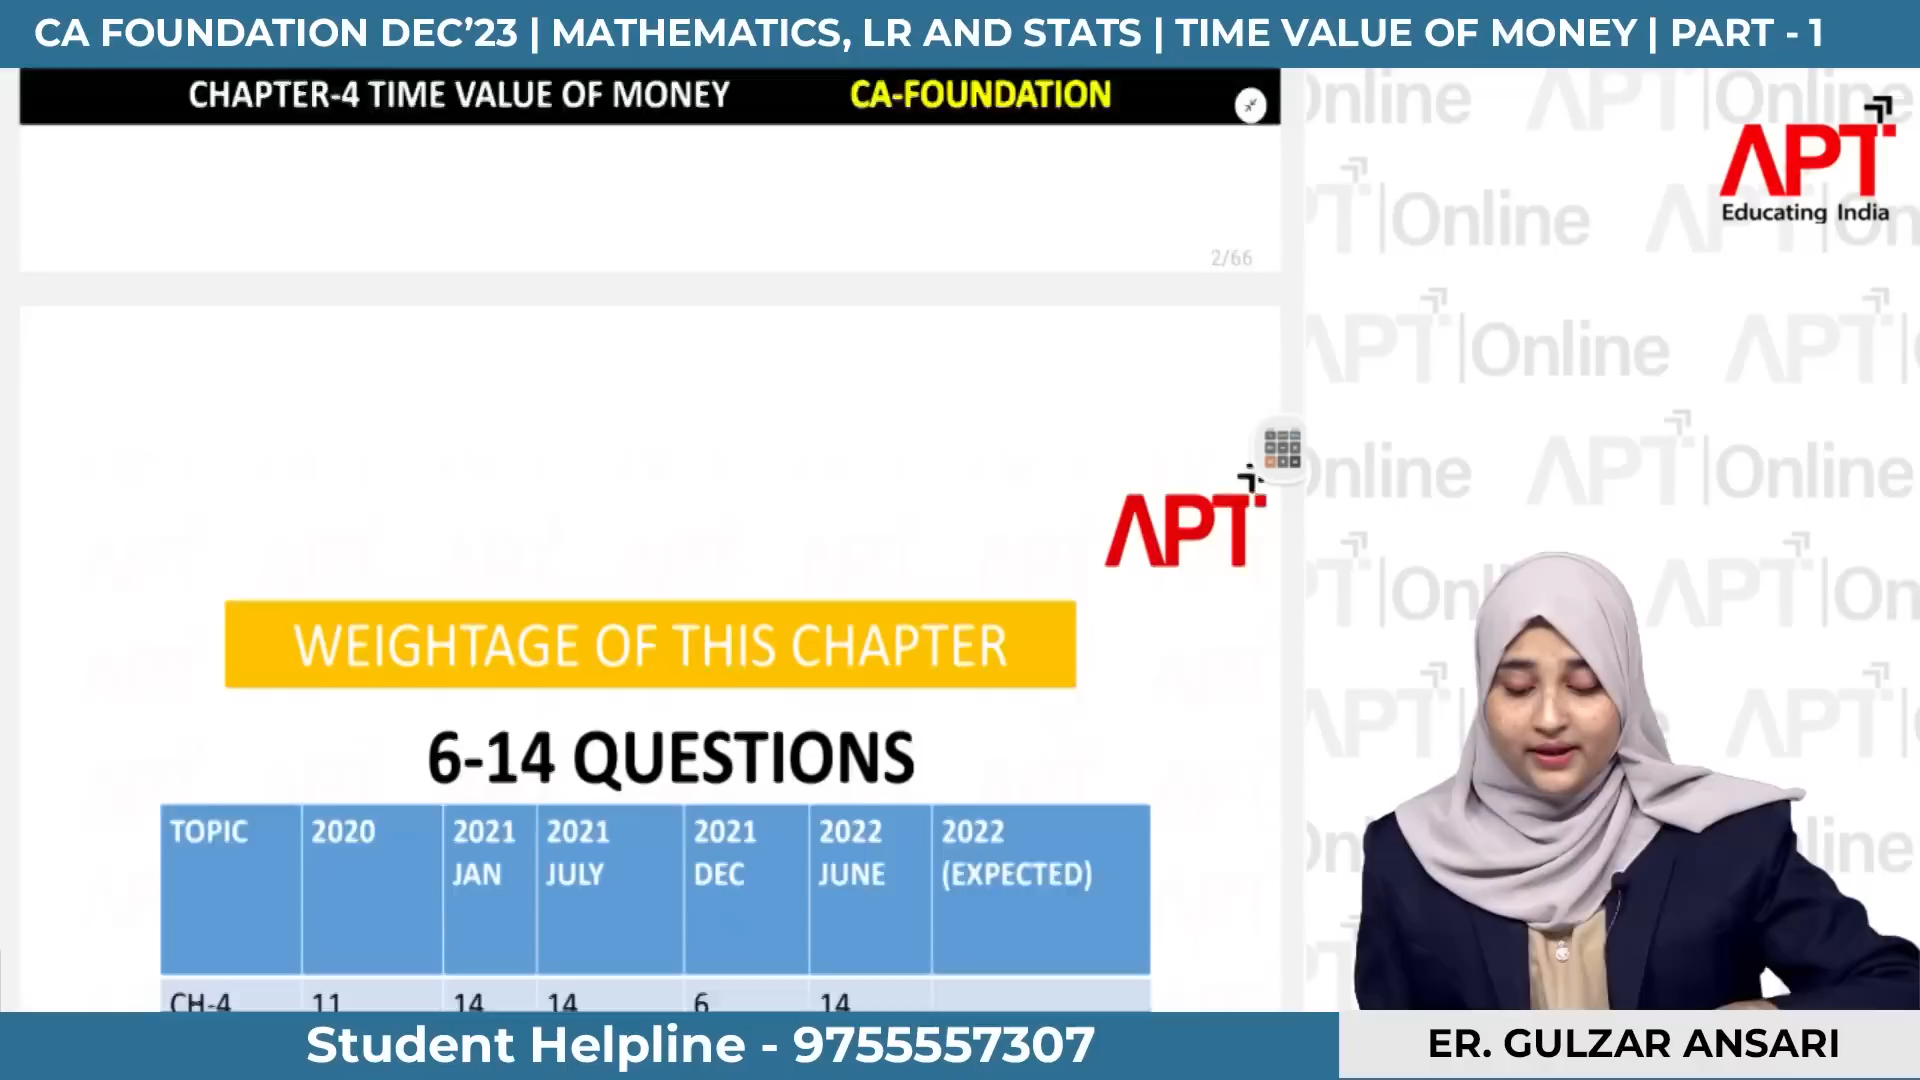 CA FOUNDATION DEC’23 | MATHEMATICS, LR AND STATS | TIME VALUE OF MONEY | PART - 1
CHAPTER-4 TIME VALUE OF MONEY CA-FOUNDATION
APT
Educating India
2/66
APT
WEIGHTAGE OF THIS CHAPTER
6-14 QUESTIONS
TOPIC 2020 2021 JAN 2021 JULY 2021 DEC 2022 JUNE 2022 (EXPECTED)
CH-4 11 14 14 6 14
APT|Online
Student Helpline - 9755557307
ER. GULZAR ANSARI